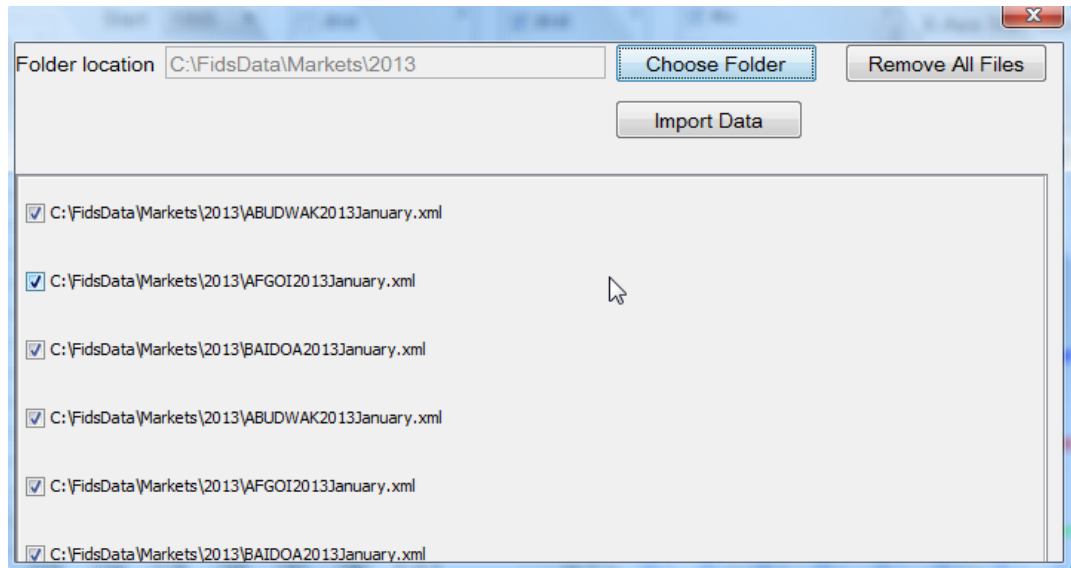 Folder location C:\FidsData\Markets\2013 Choose Folder Remove All Files
Import Data
C:\FidsData\Markets\2013\ABUDWAK2013January.xml
C:\FidsData\Markets\2013\AFGOI2013January.xml
C:\FidsData\Markets\2013\BAIDOA2013January.xml
C:\FidsData\Markets\2013\ABUDWAK2013January.xml
C:\FidsData\Markets\2013\AFGOI2013January.xml
C:\FidsData\Markets\2013\BAIDOA2013January.xml